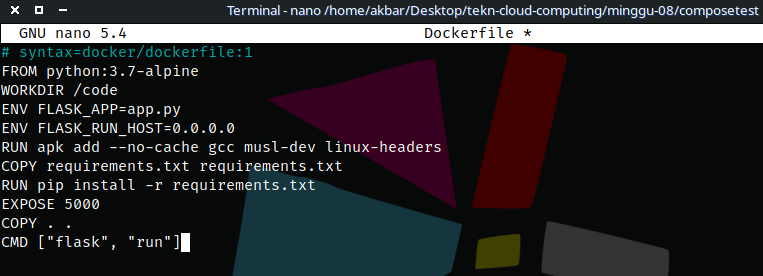 Terminal - nano /home/akbar/Desktop/tekn-cloud-computing/minggu-08/composetest
GNU nano 5.4 Dockerfile *
# syntax=docker/dockerfile:1
FROM python:3.7-alpine
WORKDIR /code
ENV FLASK_APP=app.py
ENV FLASK_RUN_HOST=0.0.0.0
RUN apk add --no-cache gcc musl-dev linux-headers
COPY requirements.txt requirements.txt
RUN pip install -r requirements.txt
EXPOSE 5000
COPY . .
CMD ["flask", "run"]